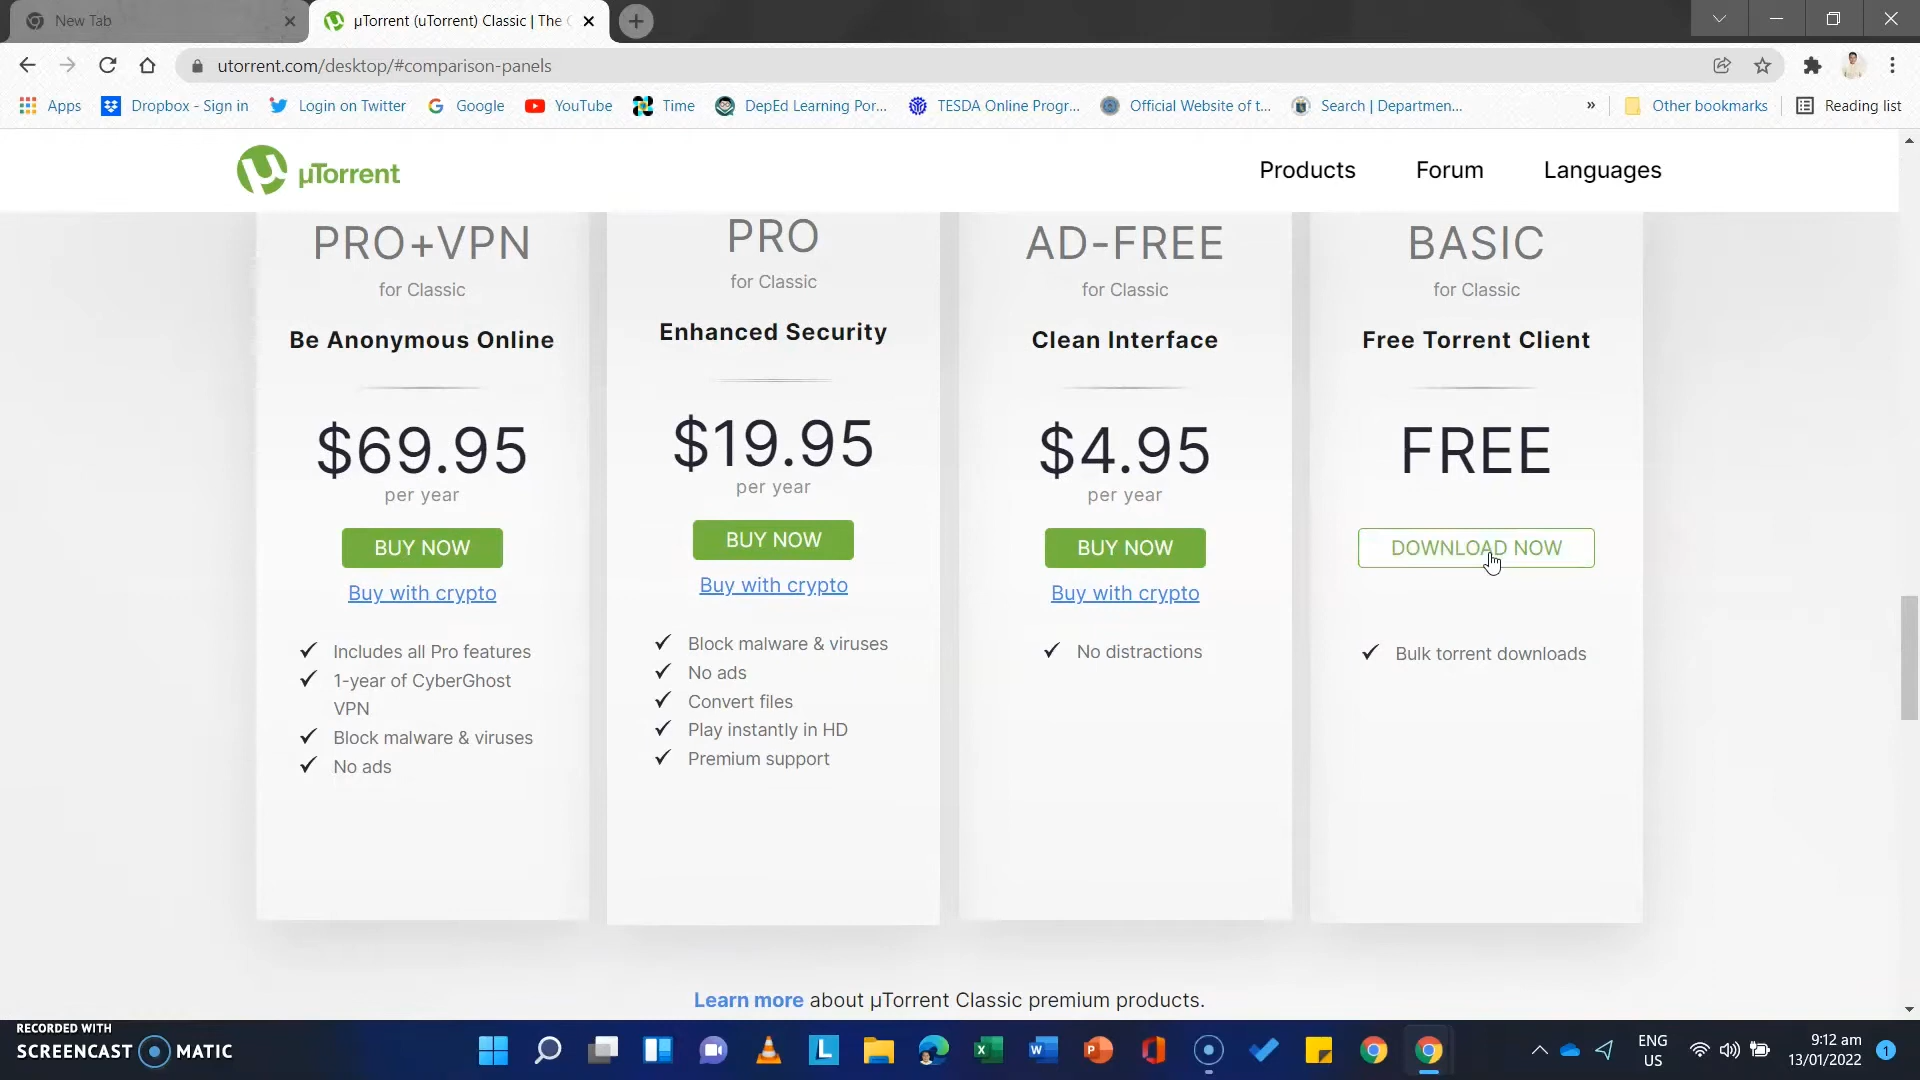 New Tab
µTorrent (uTorrent) Classic | The
utorrent.com/desktop/#comparison-panels
Apps
Dropbox - Sign in
Login on Twitter
Google
YouTube
Time
DepEd Learning Por...
TESDA Online Progr...
Official Website of t...
Search | Departmen...
»
Other bookmarks
Reading list
µTorrent
Products
Forum
Languages
PRO+VPN
for Classic
Be Anonymous Online
$69.95
per year
BUY NOW
Buy with crypto
Includes all Pro features
1-year of CyberGhost
VPN
Block malware & viruses
No ads
PRO
for Classic
Enhanced Security
$19.95
per year
BUY NOW
Buy with crypto
Block malware & viruses
No ads
Convert files
Play instantly in HD
Premium support
AD-FREE
for Classic
Clean Interface
$4.95
per year
BUY NOW
Buy with crypto
No distractions
BASIC
for Classic
Free Torrent Client
FREE
DOWNLOAD NOW
Bulk torrent downloads
Learn more about µTorrent Classic premium products.
RECORDED WITH
SCREENCAST MATIC
ENG
US
9:12 am
13/01/2022
1